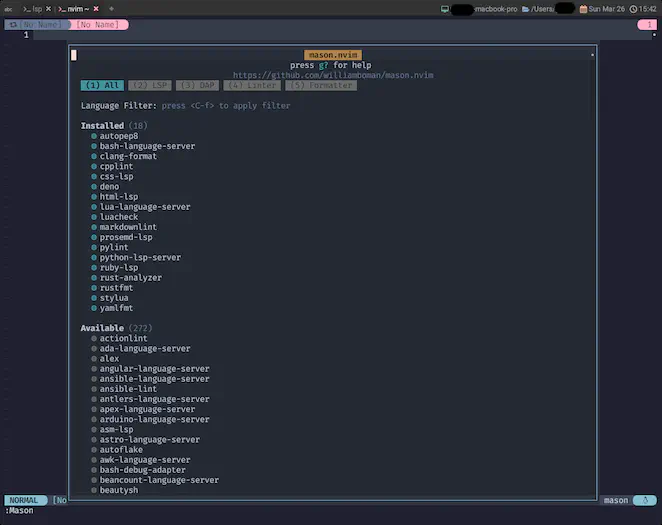 abc >_ lsp × >_ nvim ~ × + macbook-pro /Users/ Sun Mar 26 15:42
[No Name] [No Name] 1
1
mason.nvim
press g? for help
https://github.com/williamboman/mason.nvim
(1) All (2) LSP (3) DAP (4) Linter (5) Formatter
Language Filter: press <C-f> to apply filter
Installed (18)
autopep8
bash-language-server
clang-format
cpplint
css-lsp
deno
html-lsp
lua-language-server
luacheck
markdownlint
prosemd-lsp
pylint
python-lsp-server
ruby-lsp
rust-analyzer
rustfmt
stylua
yamlfmt
Available (272)
actionlint
ada-language-server
alex
angular-language-server
ansible-language-server
ansible-lint
antlers-language-server
apex-language-server
arduino-language-server
asm-lsp
astro-language-server
autoflake
awk-language-server
bash-debug-adapter
beancount-language-server
beautysh
NORMAL [No mason
:Mason